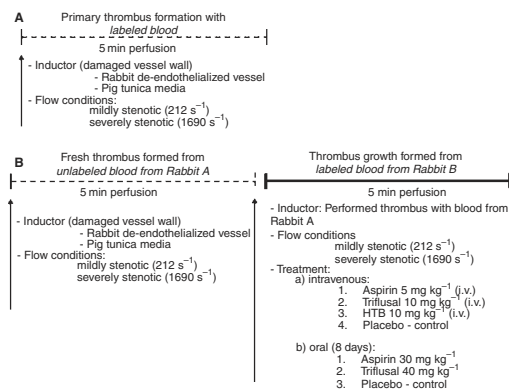 A
Primary thrombus formation with
labeled blood
5 min perfusion
- Inductor (damaged vessel wall)
- Rabbit de-endothelialized vessel
- Pig tunica media
- Flow conditions:
mildly stenotic (212 s⁻¹)
severely stenotic (1690 s⁻¹)
B
Fresh thrombus formed from
unlabeled blood from Rabbit A
5 min perfusion
- Inductor (damaged vessel wall)
- Rabbit de-endothelialized vessel
- Pig tunica media
- Flow conditions:
mildly stenotic (212 s⁻¹)
severely stenotic (1690 s⁻¹)
Thrombus growth formed from
labeled blood from Rabbit B
5 min perfusion
- Inductor: Performed thrombus with blood from
Rabbit A
- Flow conditions
mildly stenotic (212 s⁻¹)
severely stenotic (1690 s⁻¹)
- Treatment:
a) intravenous:
1. Aspirin 5 mg kg⁻¹ (i.v.)
2. Triflusal 10 mg kg⁻¹ (i.v.)
3. HTB 10 mg kg⁻¹ (i.v.)
4. Placebo - control
b) oral (8 days):
1. Aspirin 30 mg kg⁻¹
2. Triflusal 40 mg kg⁻¹
3. Placebo - control